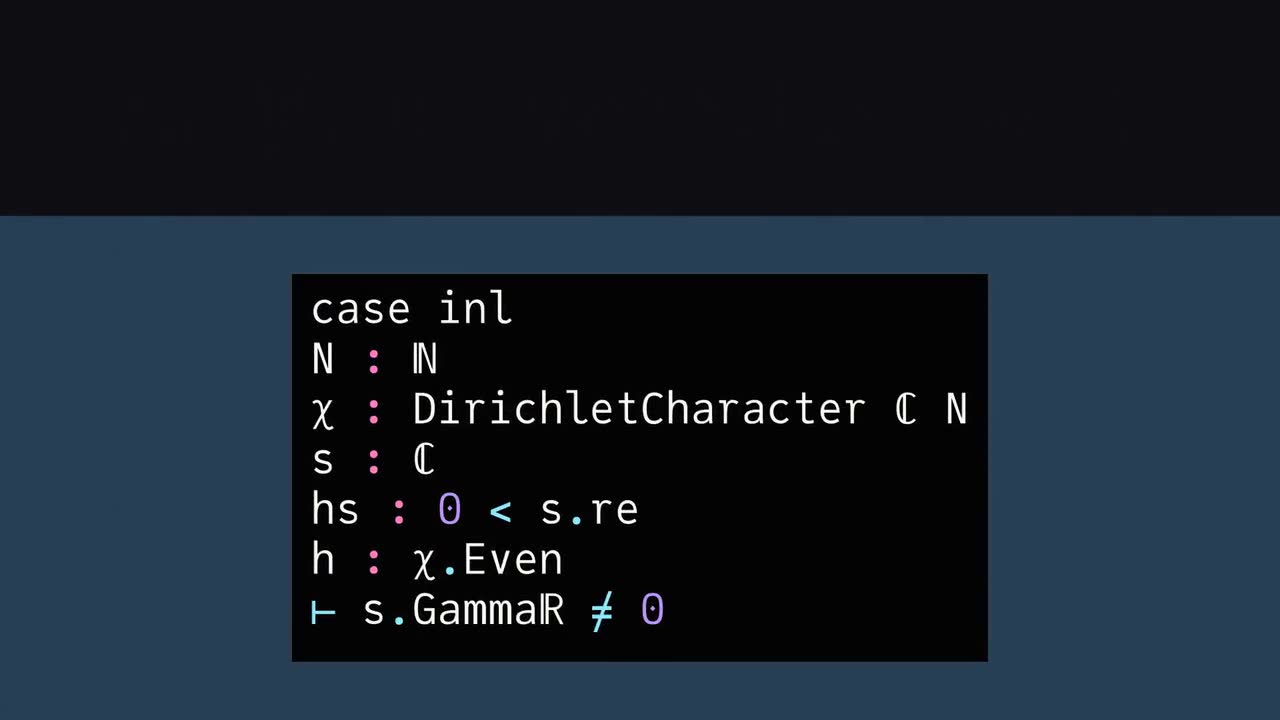 case inl
N : ℕ
χ : DirichletCharacter ℂ N
s : ℂ
hs : 0 < s.re
h : χ.Even
⊢ s.Gammaℝ ≠ 0